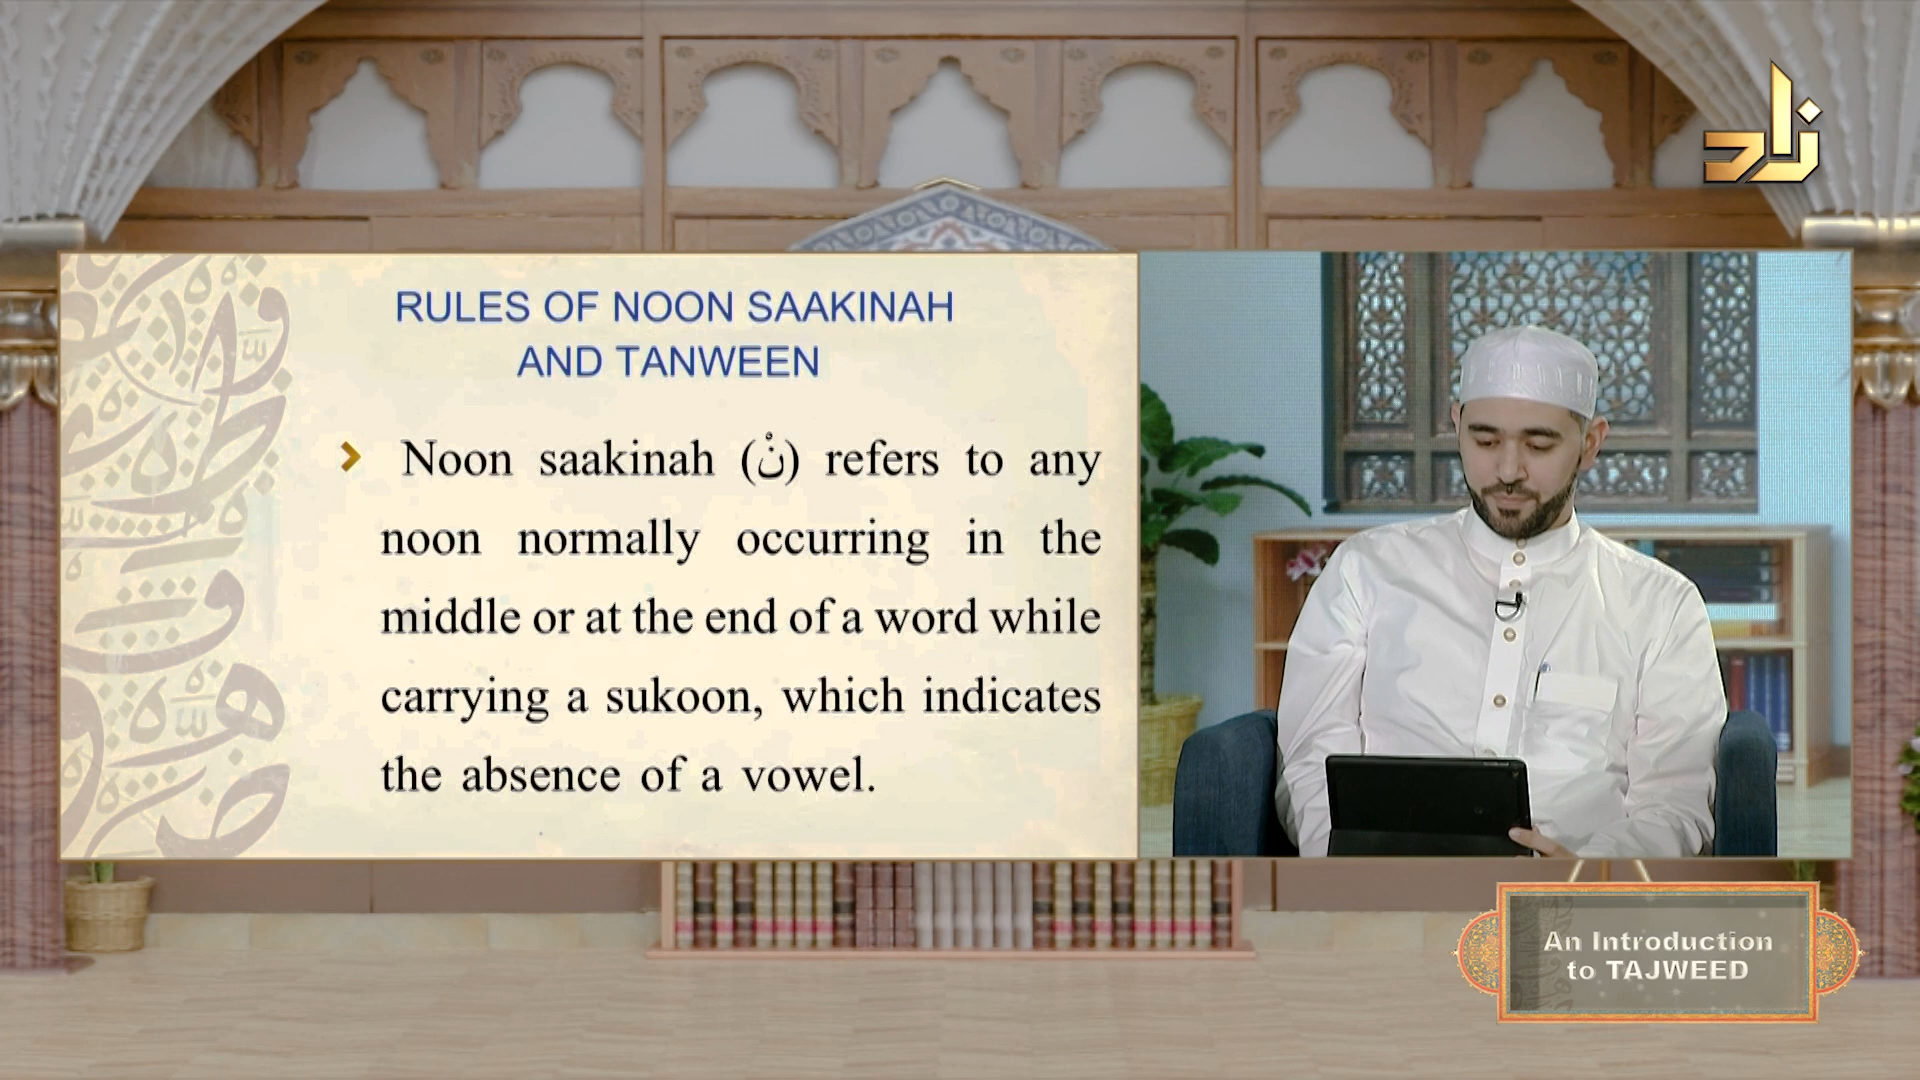 زاد
RULES OF NOON SAAKINAH
AND TANWEEN
Noon saakinah (نْ) refers to any
noon normally occurring in the
middle or at the end of a word while
carrying a sukoon, which indicates
the absence of a vowel.
An Introduction
to TAJWEED